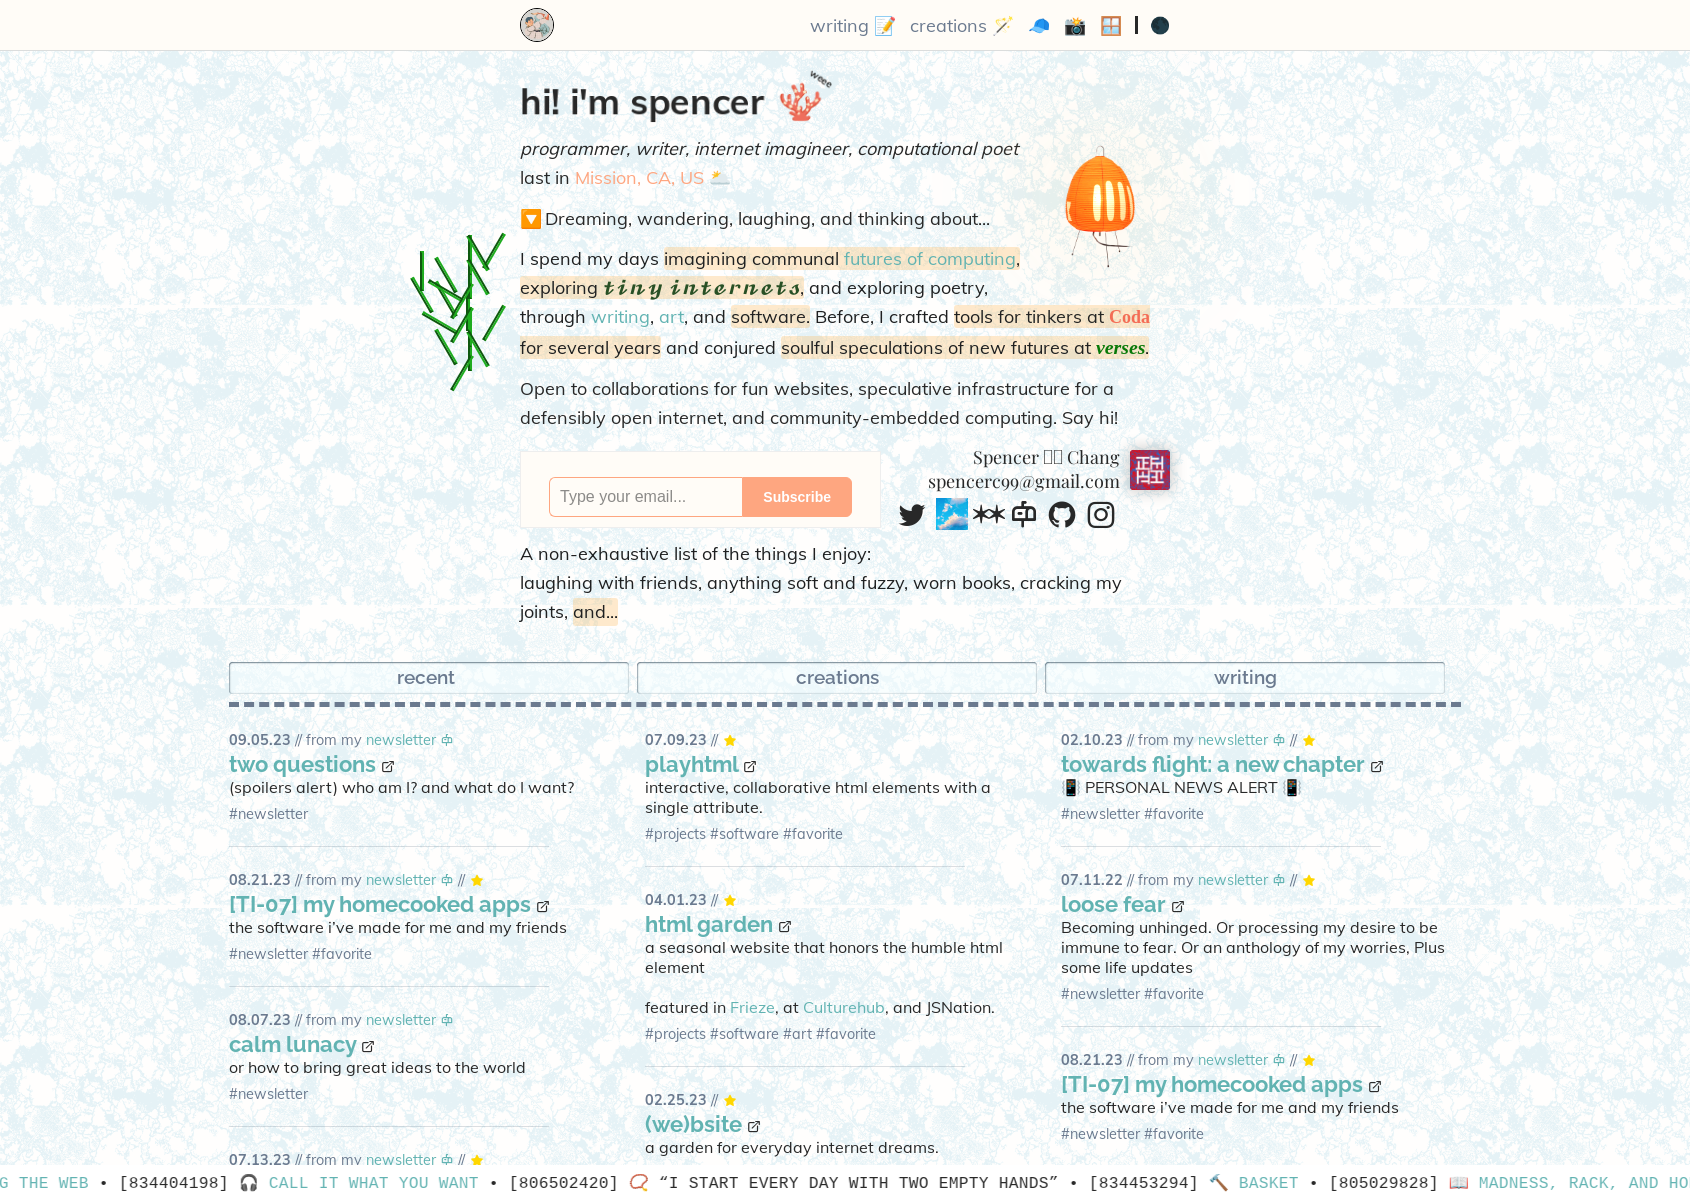 writing 📝 creations 🪄 🧢 📸 🪟 | 🌑
hi! i'm spencer
weee
programmer, writer, internet imagineer, computational poet
last in Mission, CA, US 🌥️
🔽 Dreaming, wandering, laughing, and thinking about...
I spend my days imagining communal futures of computing,
exploring tiny internets, and exploring poetry,
through writing, art, and software. Before, I crafted tools for tinkers at Coda
for several years and conjured soulful speculations of new futures at verses.
Open to collaborations for fun websites, speculative infrastructure for a
defensibly open internet, and community-embedded computing. Say hi!
Type your email...
Subscribe
Spencer Chang
spencerc99@gmail.com
A non-exhaustive list of the things I enjoy:
laughing with friends, anything soft and fuzzy, worn books, cracking my
joints, and...
recent
creations
writing
09.05.23 // from my newsletter
two questions
(spoilers alert) who am I? and what do I want?
#newsletter
08.21.23 // from my newsletter // ⭐
[TI-07] my homecooked apps
the software i've made for me and my friends
#newsletter #favorite
08.07.23 // from my newsletter
calm lunacy
or how to bring great ideas to the world
#newsletter
07.13.23 // from my newsletter // ⭐
07.09.23 // ⭐
playhtml
interactive, collaborative html elements with a
single attribute.
#projects #software #favorite
04.01.23 // ⭐
html garden
a seasonal website that honors the humble html
element
featured in Frieze, at Culturehub, and JSNation.
#projects #software #art #favorite
02.25.23 // ⭐
(we)bsite
a garden for everyday internet dreams.
02.10.23 // from my newsletter // ⭐
towards flight: a new chapter
📳 PERSONAL NEWS ALERT 📳
#newsletter #favorite
07.11.22 // from my newsletter // ⭐
loose fear
Becoming unhinged. Or processing my desire to be
immune to fear. Or an anthology of my worries, Plus
some life updates
#newsletter #favorite
08.21.23 // from my newsletter // ⭐
[TI-07] my homecooked apps
the software i've made for me and my friends
#newsletter #favorite
G THE WEB • [834404198] 🎧 CALL IT WHAT YOU WANT • [806502420] 📿 “I START EVERY DAY WITH TWO EMPTY HANDS” • [834453294] 🔨 BASKET • [805029828] 📖 MADNESS, RACK, AND HO